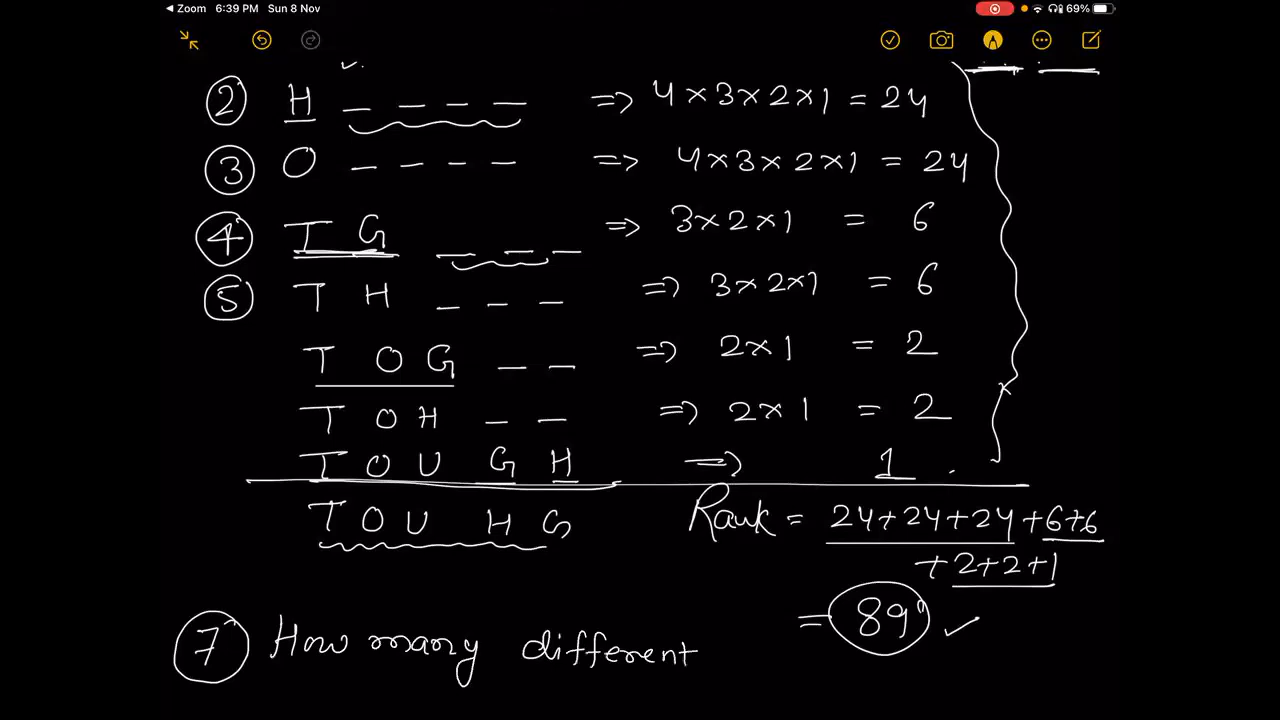 Zoom 6:39 PM Sun 8 Nov 69%
2 H _ _ _ _ => 4 × 3 × 2 × 1 = 24
3 O _ _ _ _ => 4 × 3 × 2 × 1 = 24
4 T G _ _ _ => 3 × 2 × 1 = 6
5 T H _ _ _ => 3 × 2 × 1 = 6
T O G _ _ => 2 × 1 = 2
T O H _ _ => 2 × 1 = 2
T O U G H => 1
T O U H G Rank = 24 + 24 + 24 + 6 + 6
+ 2 + 2 + 1
= 89
7 How many different